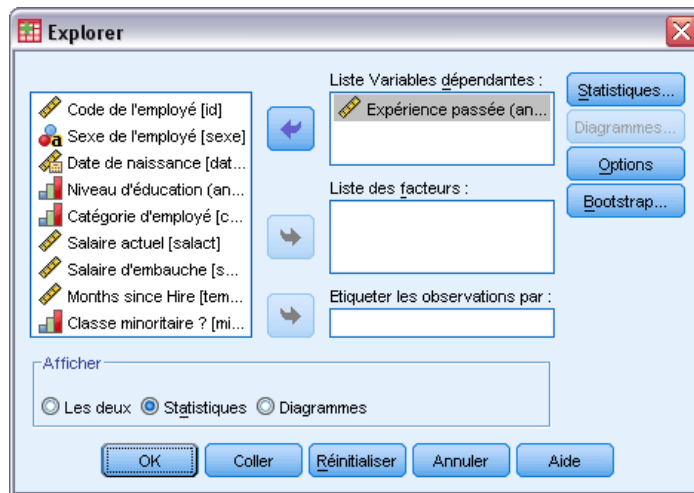 Explorer
Code de l'employé [id]
Sexe de l'employé [sexe]
Date de naissance [dat...
Niveau d'éducation (an...
Catégorie d'employé [c...
Salaire actuel [salact]
Salaire d'embauche [s...
Months since Hire [tem...
Classe minoritaire ? [mi...
Liste Variables dépendantes :
Expérience passée (an...
Liste des facteurs :
Etiqueter les observations par :
Statistiques...
Diagrammes...
Options
Bootstrap...
Afficher
Les deux Statistiques Diagrammes
OK Coller Réinitialiser Annuler Aide